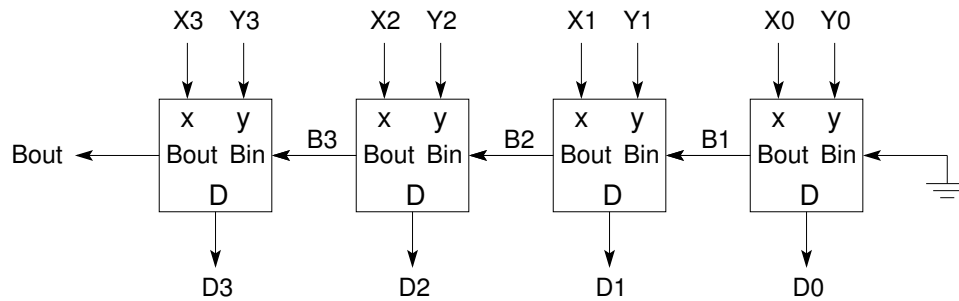 X3 Y3 X2 Y2 X1 Y1 X0 Y0
x y x y x y x y
Bout Bout Bin B3 Bout Bin B2 Bout Bin B1 Bout Bin
D D D D
D3 D2 D1 D0